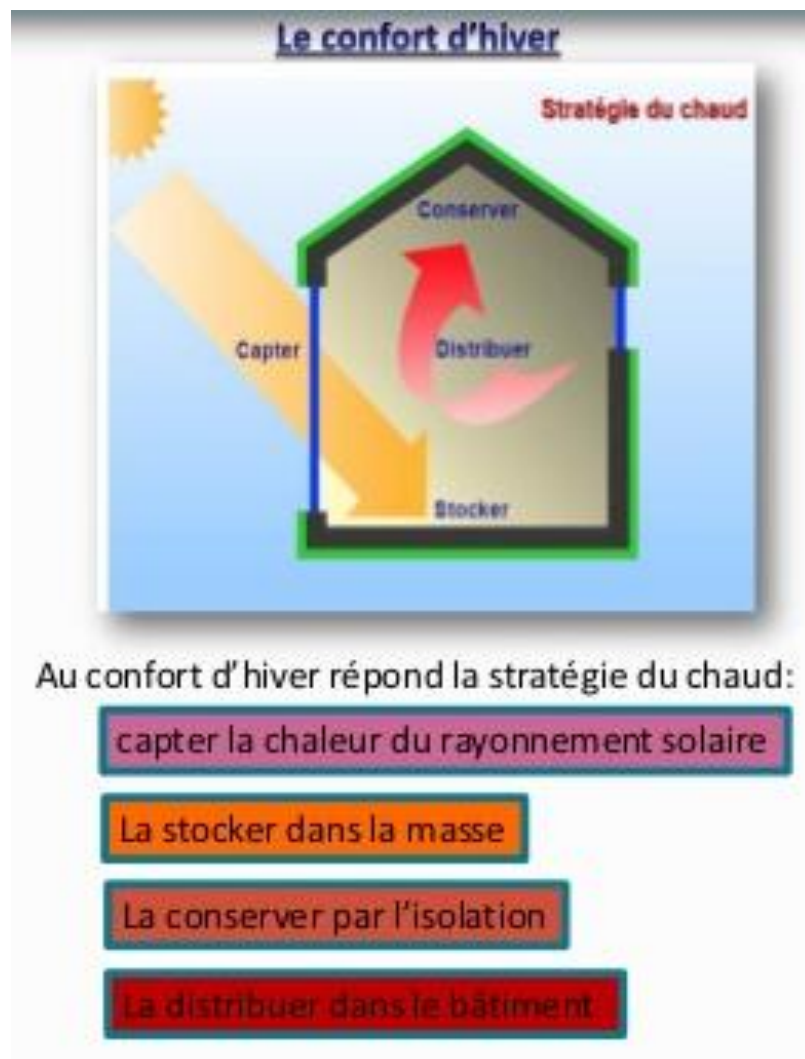 Le confort d'hiver
Stratégie du chaud
Conserver
Capter
Distribuer
Stocker
Au confort d'hiver répond la stratégie du chaud:
capter la chaleur du rayonnement solaire
La stocker dans la masse
La conserver par l'isolation
La distribuer dans le bâtiment